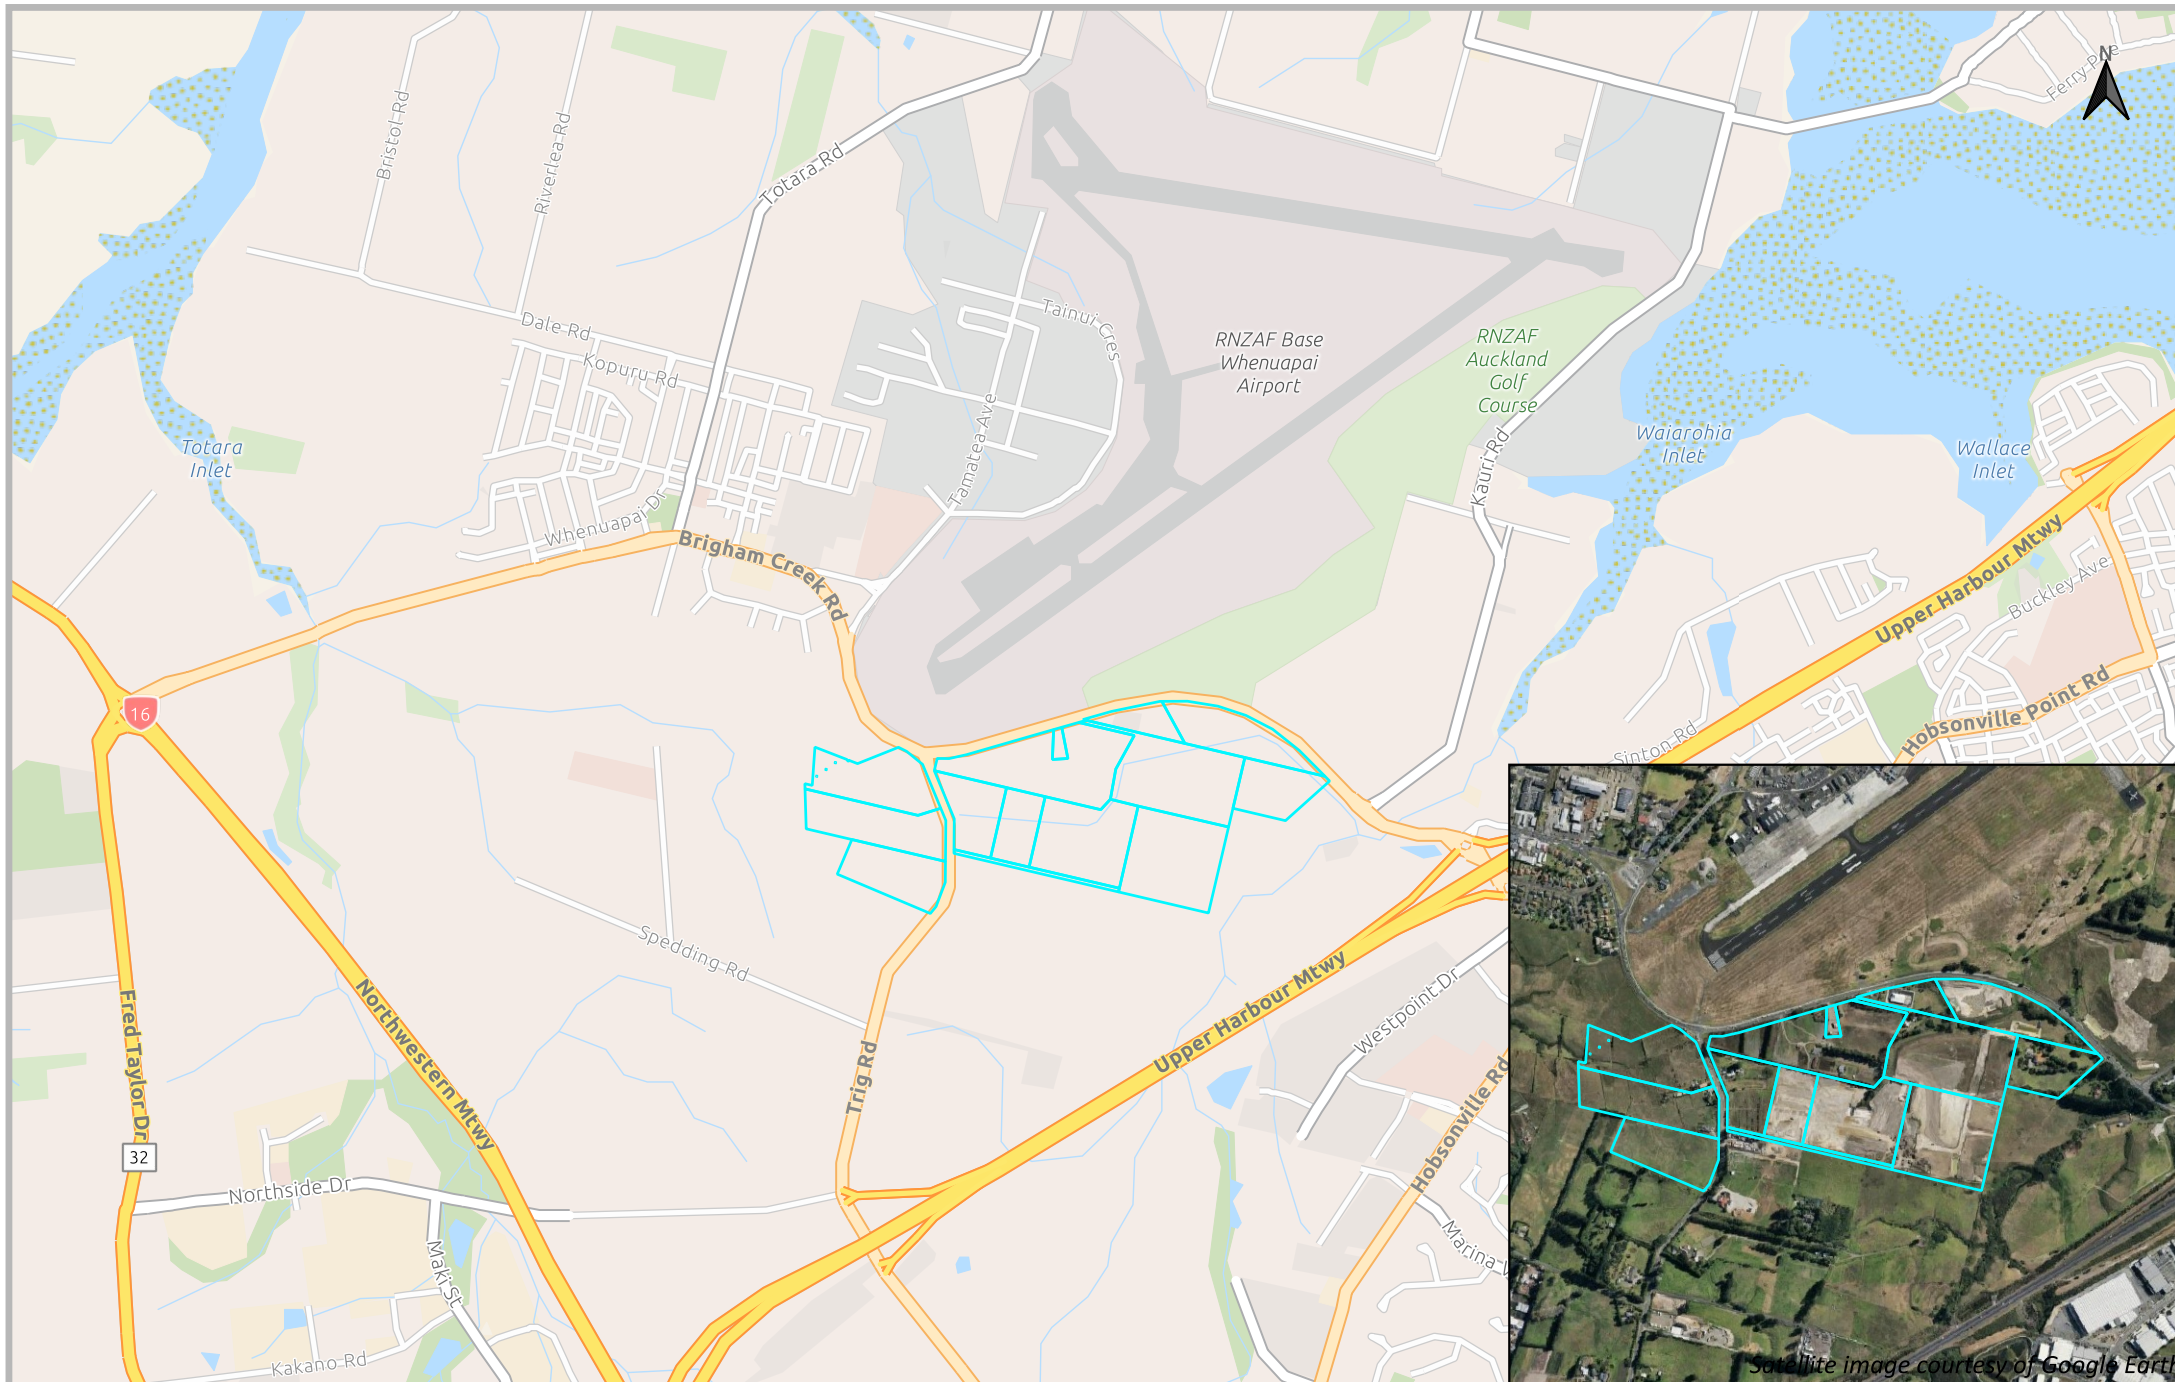 N
Ferry Pde
Bristol Rd
Riverlea Rd
Totara Rd
Dale Rd
Kopuru Rd
Tainui Cres
RNZAF Base
Whenuapai
Airport
RNZAF
Auckland
Golf
Course
Totara
Inlet
Tamatea Ave
Kauri Rd
Waiarohia
Inlet
Wallace
Inlet
Whenuapai Dr
Brigham Creek Rd
Upper Harbour Mtwy
Buckley Ave
Hobsonville Point Rd
Sinton Rd
16
Spedding Rd
Fred Taylor Dr
Northwestern Mtwy
Trig Rd
Upper Harbour Mtwy
Westpoint Dr
Hobsonville Rd
32
Northside Dr
Maki St
Marina
Kakano Rd
Satellite image courtesy of Google Earth